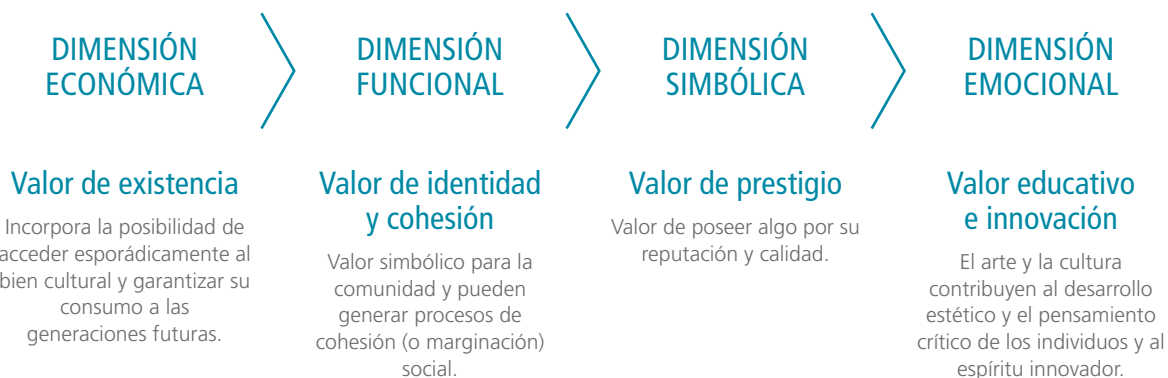 DIMENSIÓN
ECONÓMICA
DIMENSIÓN
FUNCIONAL
DIMENSIÓN
SIMBÓLICA
DIMENSIÓN
EMOCIONAL
Valor de existencia
Incorpora la posibilidad de
acceder esporádicamente al
bien cultural y garantizar su
consumo a las
generaciones futuras.
Valor de identidad
y cohesión
Valor simbólico para la
comunidad y pueden
generar procesos de
cohesión (o marginación)
social.
Valor de prestigio
Valor de poseer algo por su
reputación y calidad.
Valor educativo
e innovación
El arte y la cultura
contribuyen al desarrollo
estético y el pensamiento
crítico de los individuos y al
espíritu innovador.